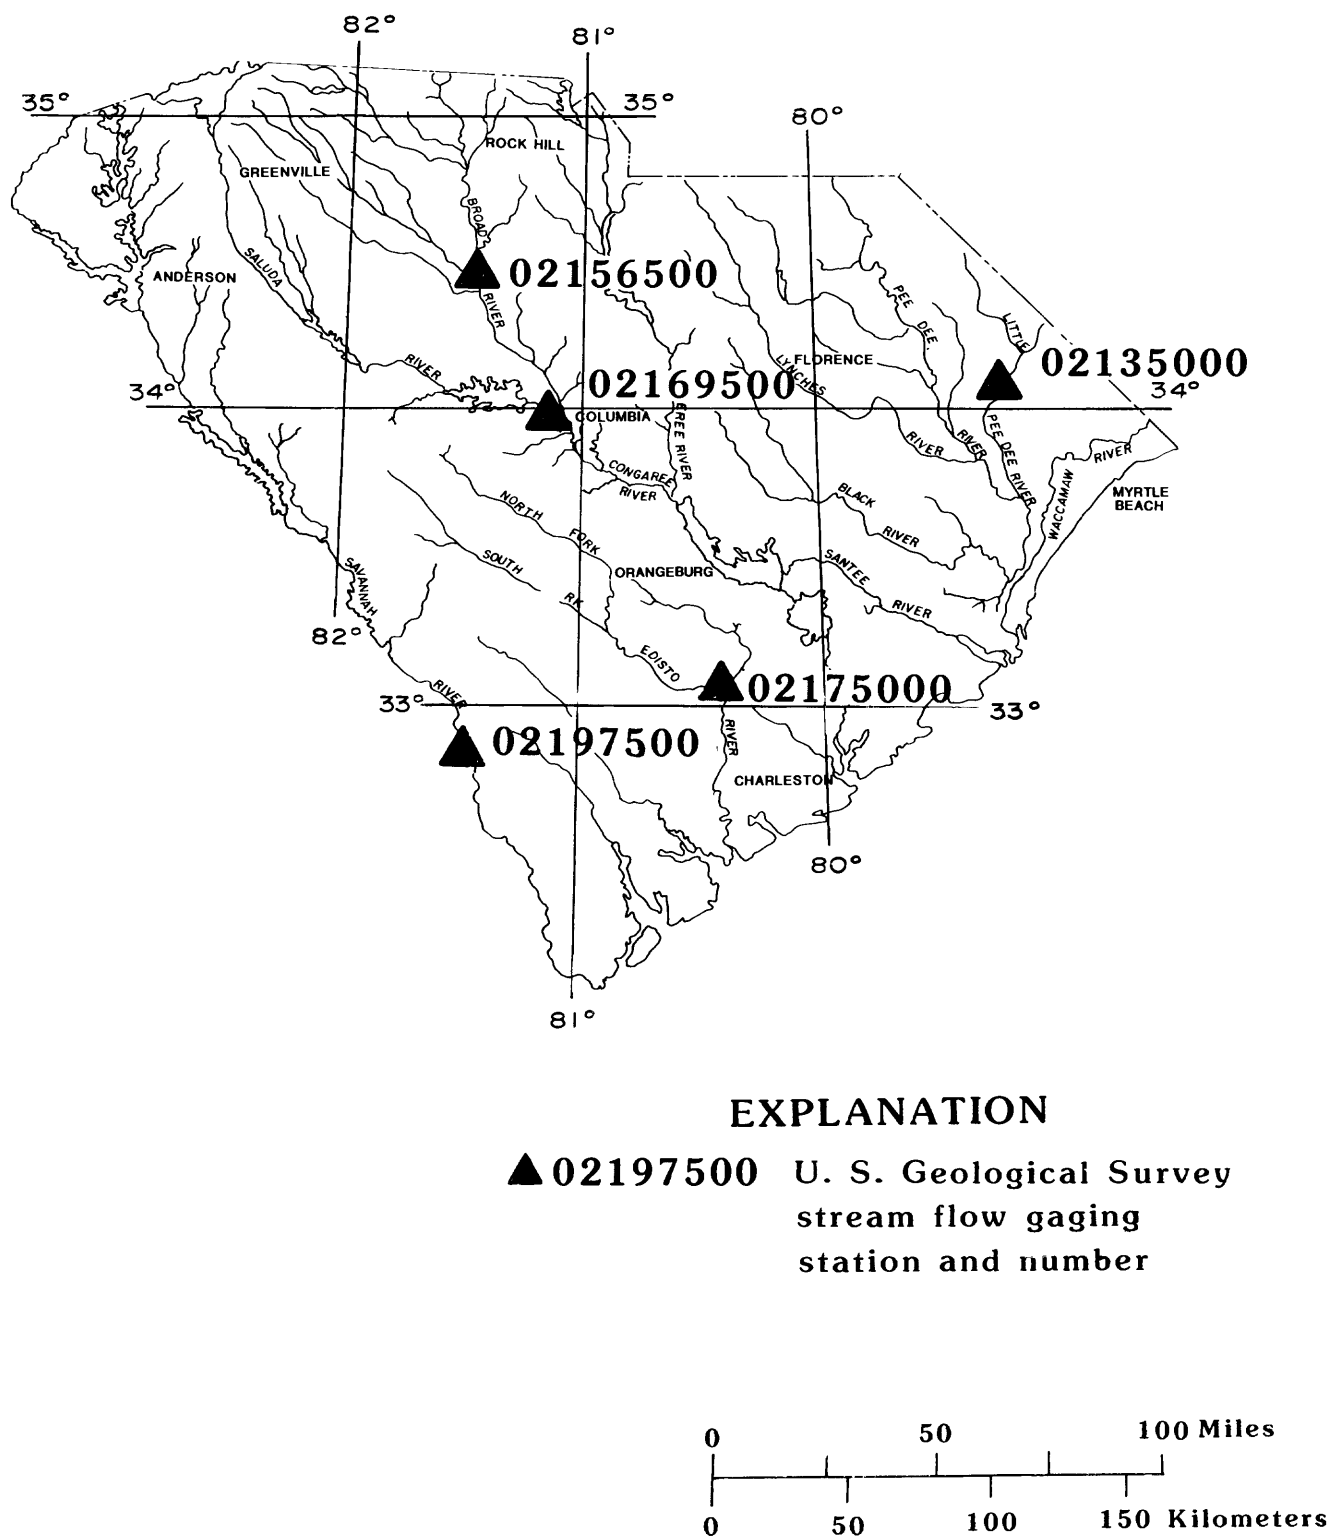 82°
81°
35°
35°
80°
ROCK HILL
GREENVILLE
BROAD
SALUDA
ANDERSON
02156500
PEE DEE
RIVER
LITTLE
FLORENCE
02135000
RIVER
LYNCHES
02169500
34°
34°
COLUMBIA
EREE RIVER
PEE DEE RIVER
RIVER
RIVER
RIVER
CONGAREE
RIVER
WACCAMAW
MYRTLE
BEACH
BLACK
NORTH
FORK
RIVER
SOUTH
RK
ORANGEBURG
SANTEE
SAVANNAH
RIVER
82°
EDISTO
RIVER
02175000
33°
33°
RIVER
02197500
CHARLESTON
80°
81°
EXPLANATION
02197500 U. S. Geological Survey
stream flow gaging
station and number
0 50 100 Miles
0 50 100 150 Kilometers